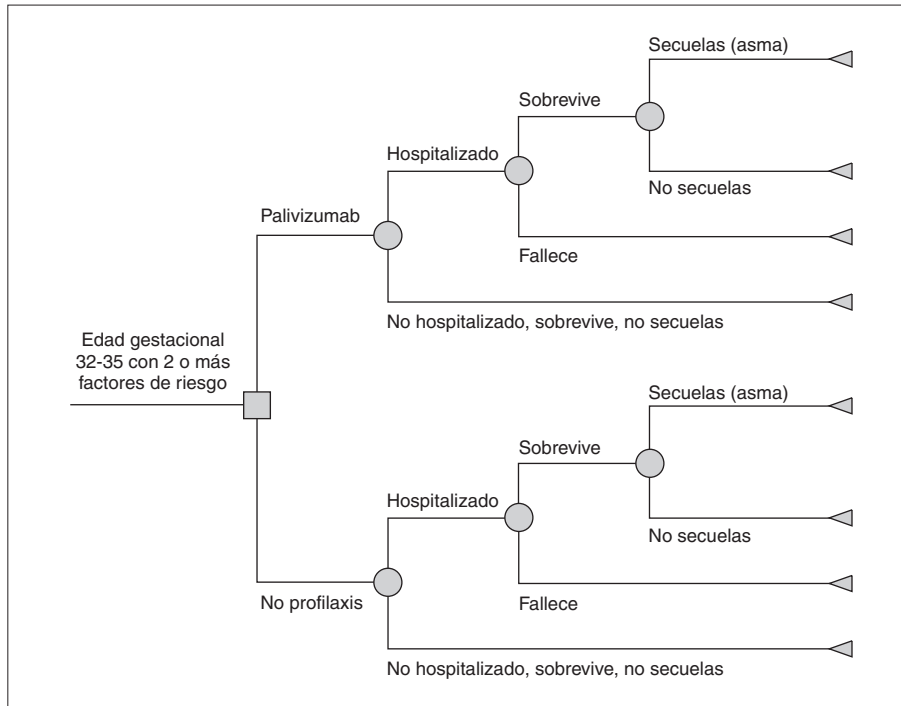 Secuelas (asma)
Sobrevive
Hospitalizado
No secuelas
Palivizumab
Fallece
No hospitalizado, sobrevive, no secuelas
Edad gestacional
32-35 con 2 o más
factores de riesgo
Secuelas (asma)
Sobrevive
Hospitalizado
No secuelas
No profilaxis
Fallece
No hospitalizado, sobrevive, no secuelas